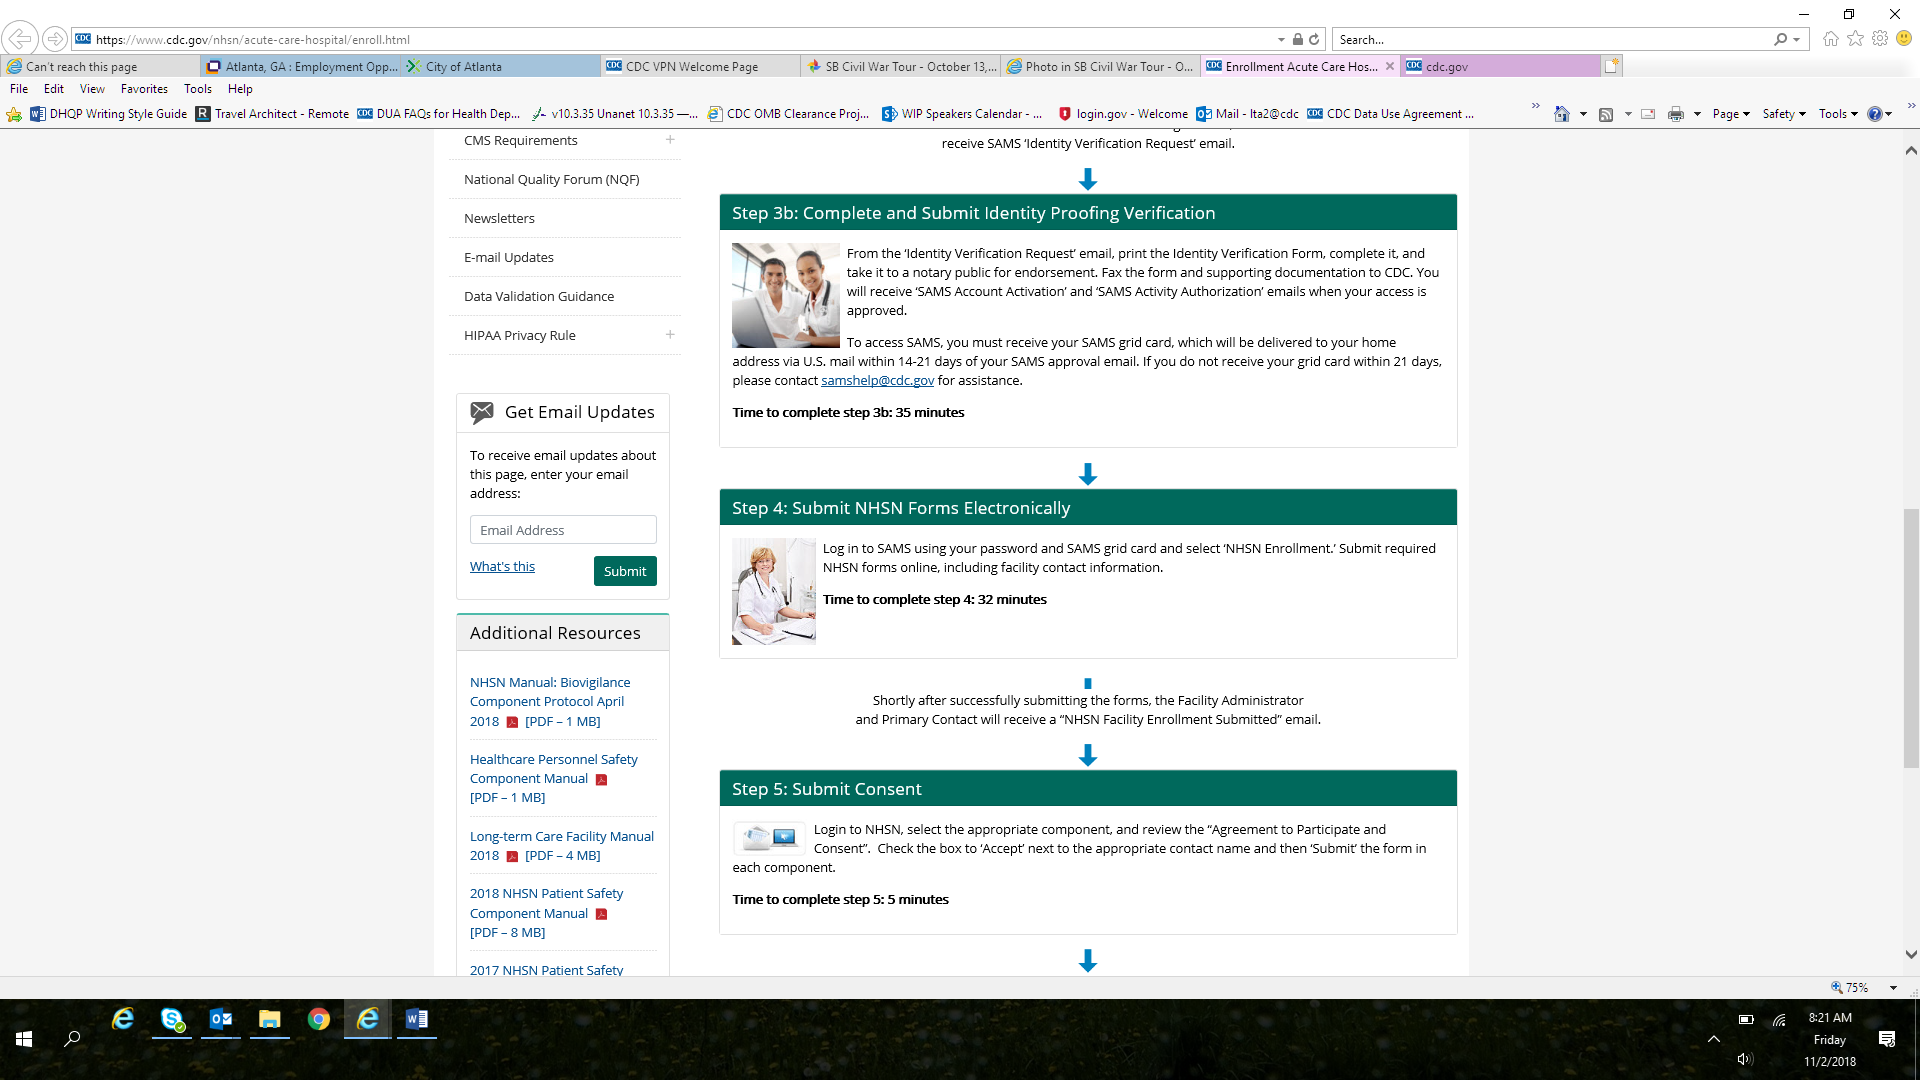 https://www.cdc.gov/nhsn/acute-care-hospital/enroll.html
Search...
Can't reach this page
Atlanta, GA : Employment Opp...
City of Atlanta
CDC VPN Welcome Page
SB Civil War Tour - October 13,...
Photo in SB Civil War Tour - O...
Enrollment Acute Care Hos...
cdc.gov
File Edit View Favorites Tools Help
DHQP Writing Style Guide
Travel Architect - Remote
DUA FAQs for Health Dep...
v10.3.35 Unanet 10.3.35 —...
CDC OMB Clearance Proj...
WIP Speakers Calendar - ...
login.gov - Welcome
Mail - lta2@cdc
CDC Data Use Agreement ...
Page
Safety
Tools
CMS Requirements
National Quality Forum (NQF)
Newsletters
E-mail Updates
Data Validation Guidance
HIPAA Privacy Rule
Get Email Updates
To receive email updates about
this page, enter your email
address:
Email Address
What's this
Submit
Additional Resources
NHSN Manual: Biovigilance
Component Protocol April
2018 [PDF – 1 MB]
Healthcare Personnel Safety
Component Manual
[PDF – 1 MB]
Long-term Care Facility Manual
2018 [PDF – 4 MB]
2018 NHSN Patient Safety
Component Manual
[PDF – 8 MB]
2017 NHSN Patient Safety
receive SAMS ‘Identity Verification Request’ email.
Step 3b: Complete and Submit Identity Proofing Verification
From the ‘Identity Verification Request’ email, print the Identity Verification Form, complete it, and
take it to a notary public for endorsement. Fax the form and supporting documentation to CDC. You
will receive ‘SAMS Account Activation’ and ‘SAMS Activity Authorization’ emails when your access is
approved.
To access SAMS, you must receive your SAMS grid card, which will be delivered to your home
address via U.S. mail within 14-21 days of your SAMS approval email. If you do not receive your grid card within 21 days,
please contact samshelp@cdc.gov for assistance.
Time to complete step 3b: 35 minutes
Step 4: Submit NHSN Forms Electronically
Log in to SAMS using your password and SAMS grid card and select ‘NHSN Enrollment.’ Submit required
NHSN forms online, including facility contact information.
Time to complete step 4: 32 minutes
Shortly after successfully submitting the forms, the Facility Administrator
and Primary Contact will receive a “NHSN Facility Enrollment Submitted” email.
Step 5: Submit Consent
Login to NHSN, select the appropriate component, and review the “Agreement to Participate and
Consent”. Check the box to ‘Accept’ next to the appropriate contact name and then ‘Submit’ the form in
each component.
Time to complete step 5: 5 minutes
75%
8:21 AM
Friday
11/2/2018